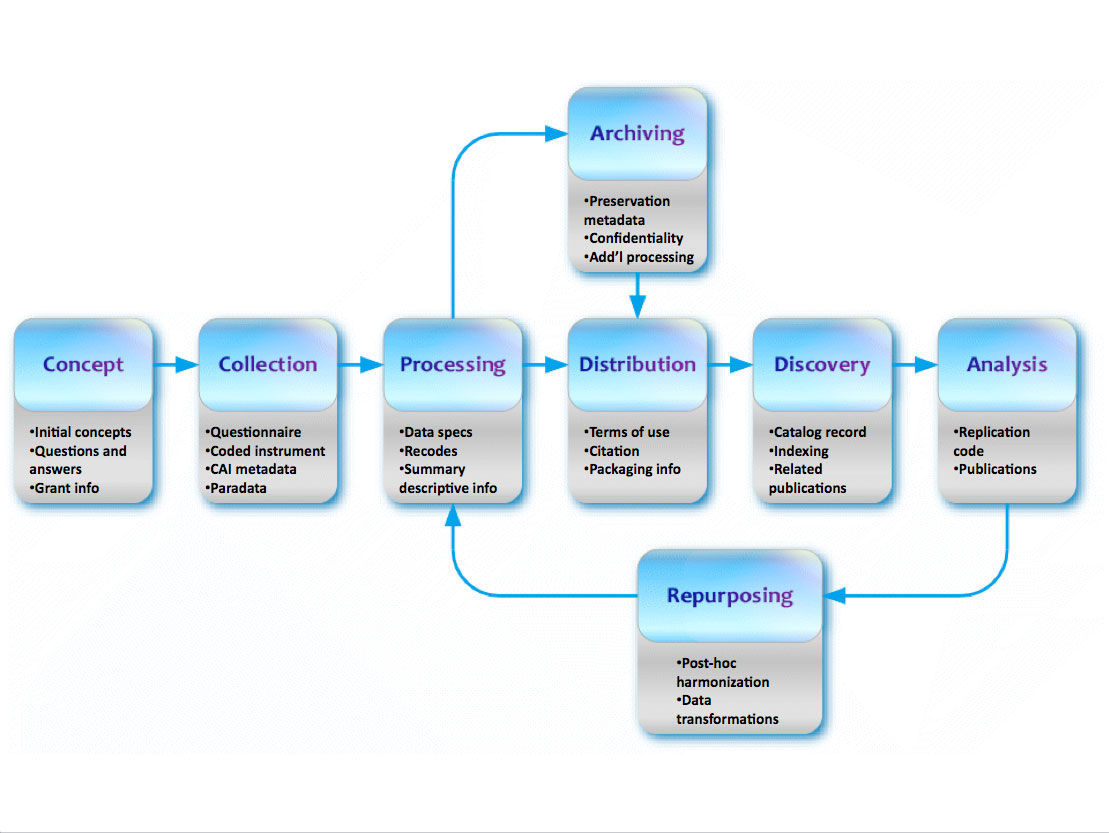 Archiving
•Preservation
metadata
•Confidentiality
•Add’l processing
Concept
•Initial concepts
•Questions and
answers
•Grant info
Collection
•Questionnaire
•Coded instrument
•CAI metadata
•Paradata
Processing
•Data specs
•Recodes
•Summary
descriptive info
Distribution
•Terms of use
•Citation
•Packaging info
Discovery
•Catalog record
•Indexing
•Related
publications
Analysis
•Replication
code
•Publications
Repurposing
•Post-hoc
harmonization
•Data
transformations